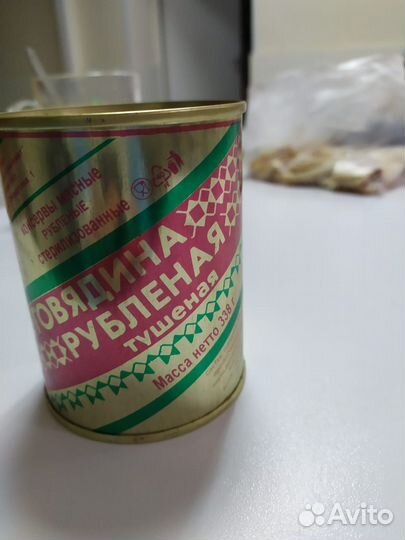 консервы мясные
рубленые
стерилизованные
ГОВЯДИНА
РУБЛЕНАЯ
тушеная
Масса нетто 338 г
Avito